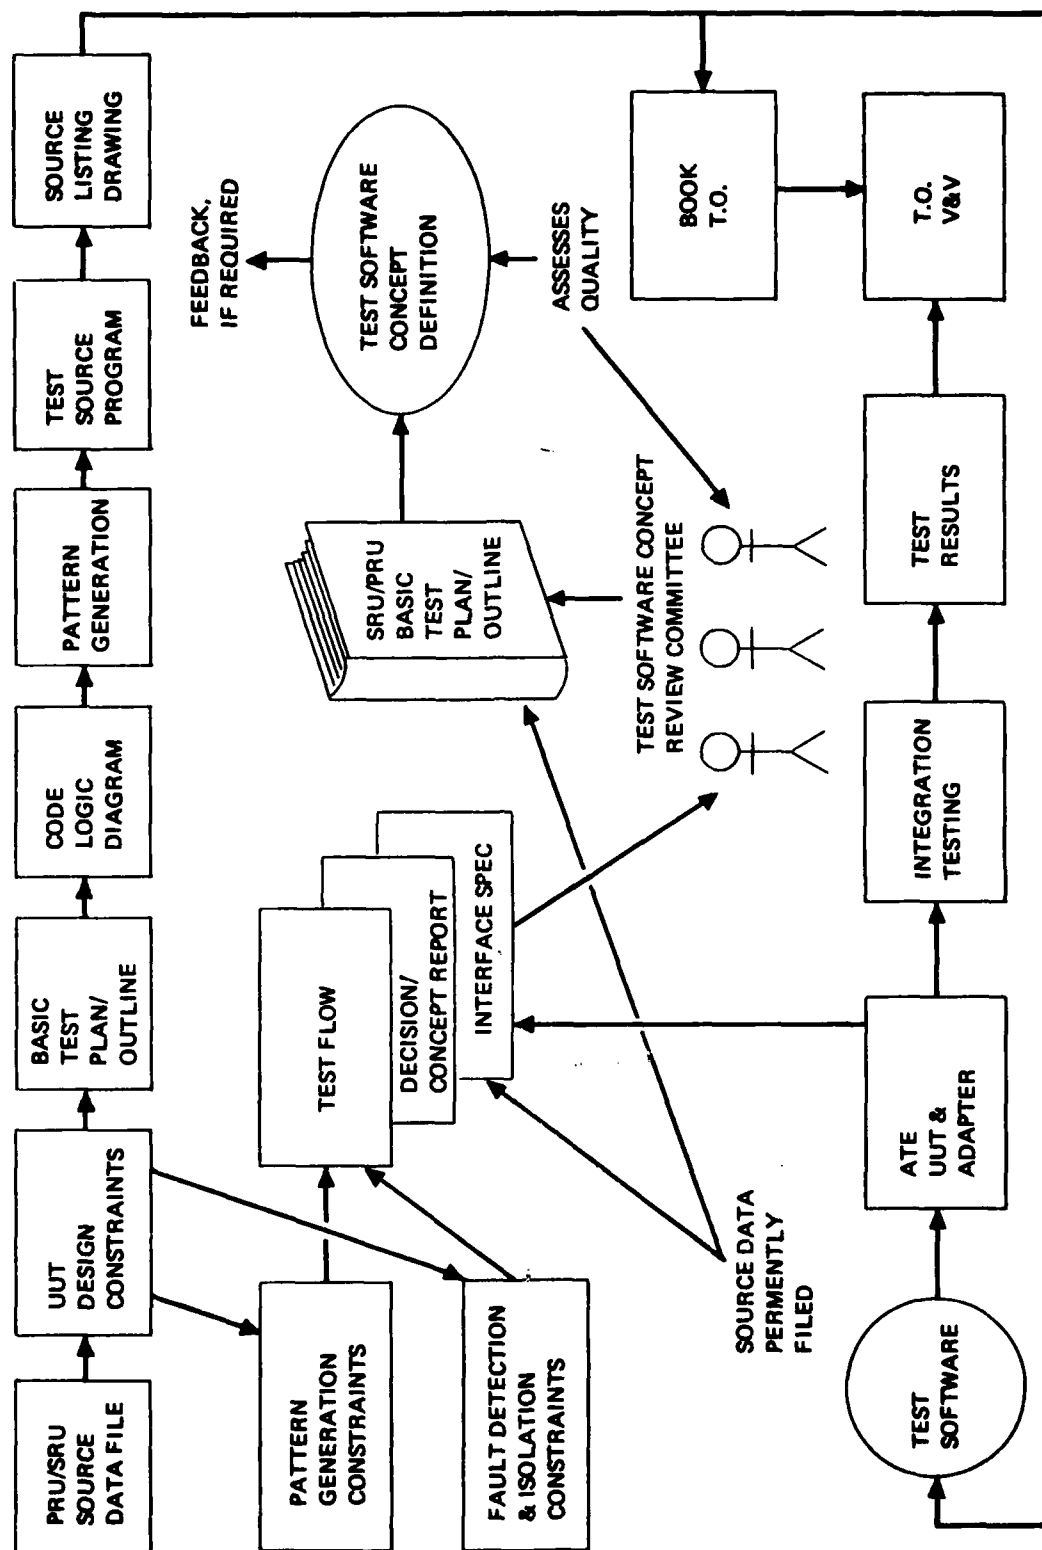 PRU/SRU
SOURCE
DATA FILE
UUT
DESIGN
CONSTRAINTS
BASIC
TEST
PLAN/
OUTLINE
CODE
LOGIC
DIAGRAM
PATTERN
GENERATION
TEST
SOURCE
PROGRAM
SOURCE
LISTING
DRAWING
FEEDBACK,
IF REQUIRED
PATTERN
GENERATION
CONSTRAINTS
TEST FLOW
DECISION/
CONCEPT REPORT
INTERFACE SPEC
SRU/PRU
BASIC
TEST
PLAN/
OUTLINE
TEST SOFTWARE
CONCEPT
DEFINITION
FAULT DETECTION
& ISOLATION
CONSTRAINTS
ASSESSES
QUALITY
TEST SOFTWARE CONCEPT
REVIEW COMMITTEE
SOURCE DATA
PERMENTLY
FILED
BOOK
T.O.
TEST
SOFTWARE
ATE
UUT &
ADAPTER
INTEGRATION
TESTING
TEST
RESULTS
T.O.
V&V